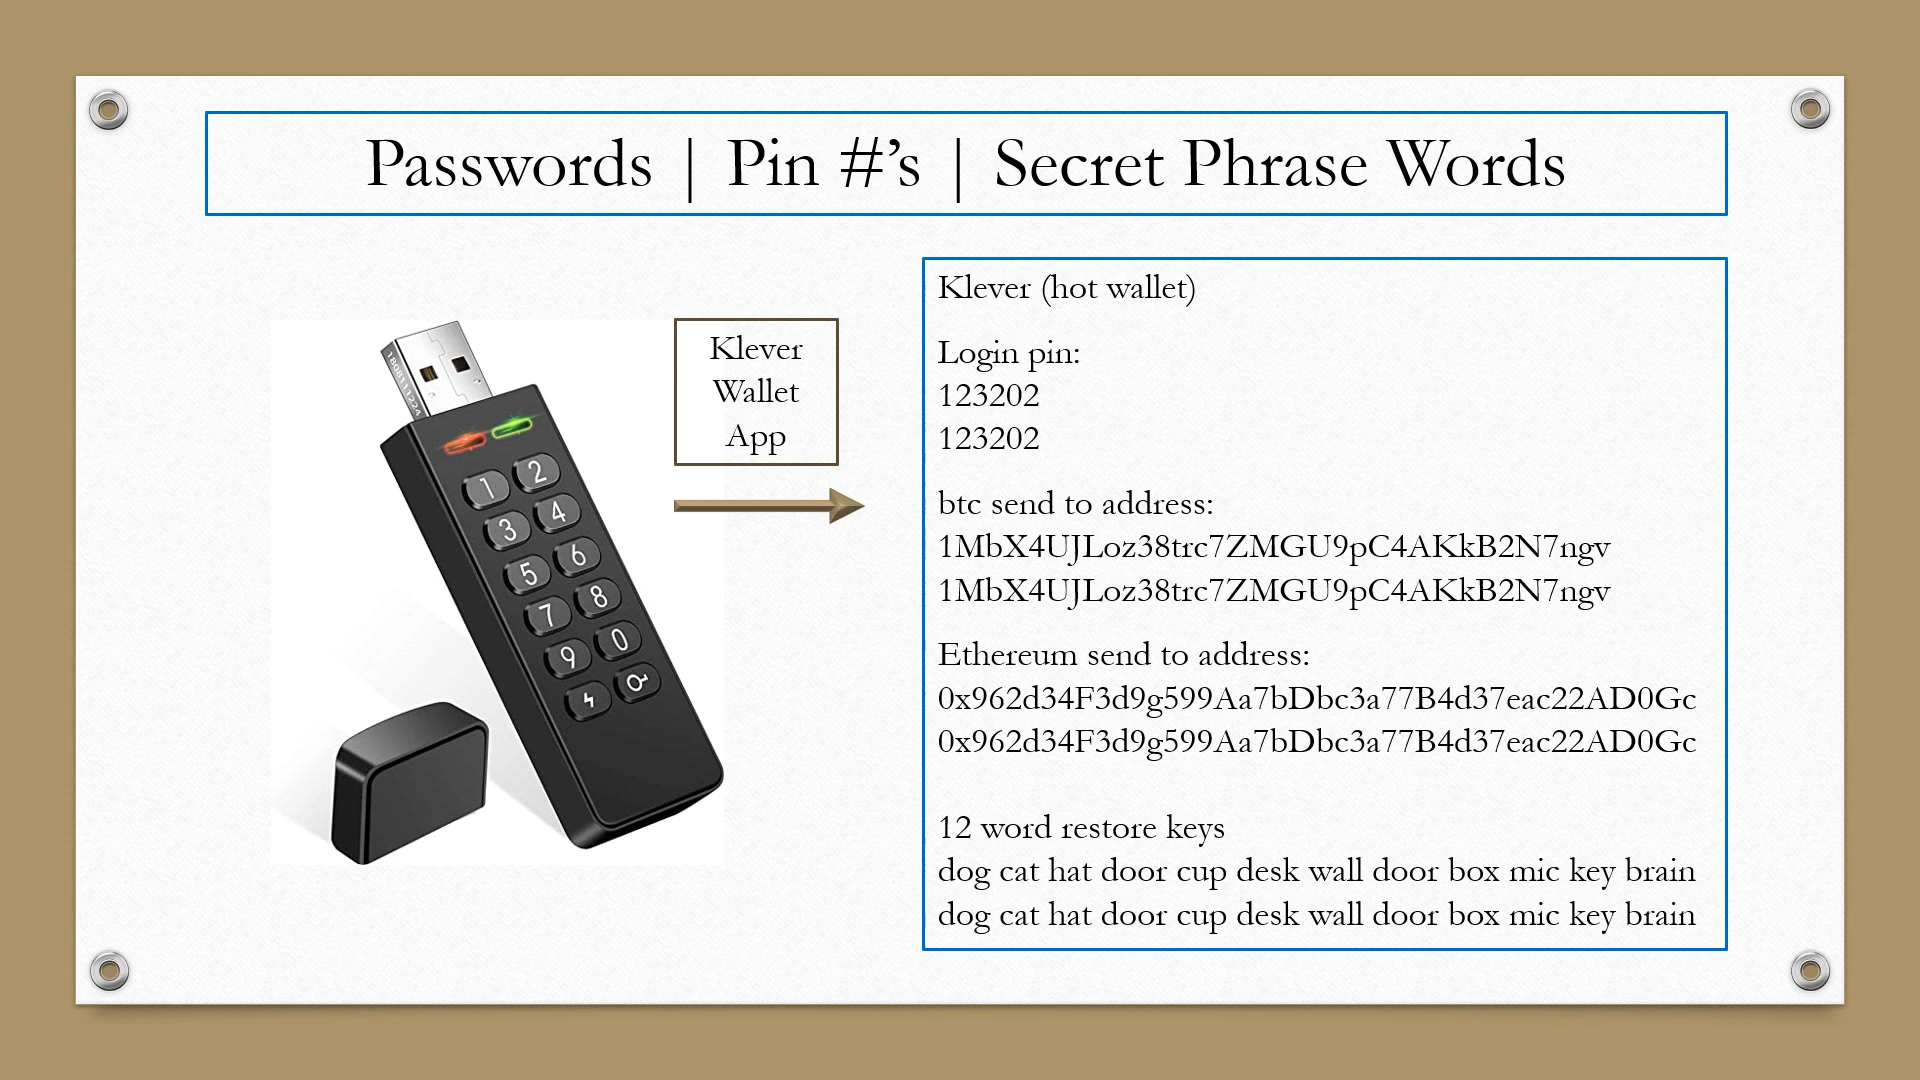 Passwords | Pin #’s | Secret Phrase Words
Klever
Wallet
App
180811224
1 2
3 4
5 6
7 8
9 0
Klever (hot wallet)
Login pin:
123202
123202
btc send to address:
1MbX4UJLoz38trc7ZMGU9pC4AKkB2N7ngv
1MbX4UJLoz38trc7ZMGU9pC4AKkB2N7ngv
Ethereum send to address:
0x962d34F3d9g599Aa7bDbc3a77B4d37eac22AD0Gc
0x962d34F3d9g599Aa7bDbc3a77B4d37eac22AD0Gc
12 word restore keys
dog cat hat door cup desk wall door box mic key brain
dog cat hat door cup desk wall door box mic key brain